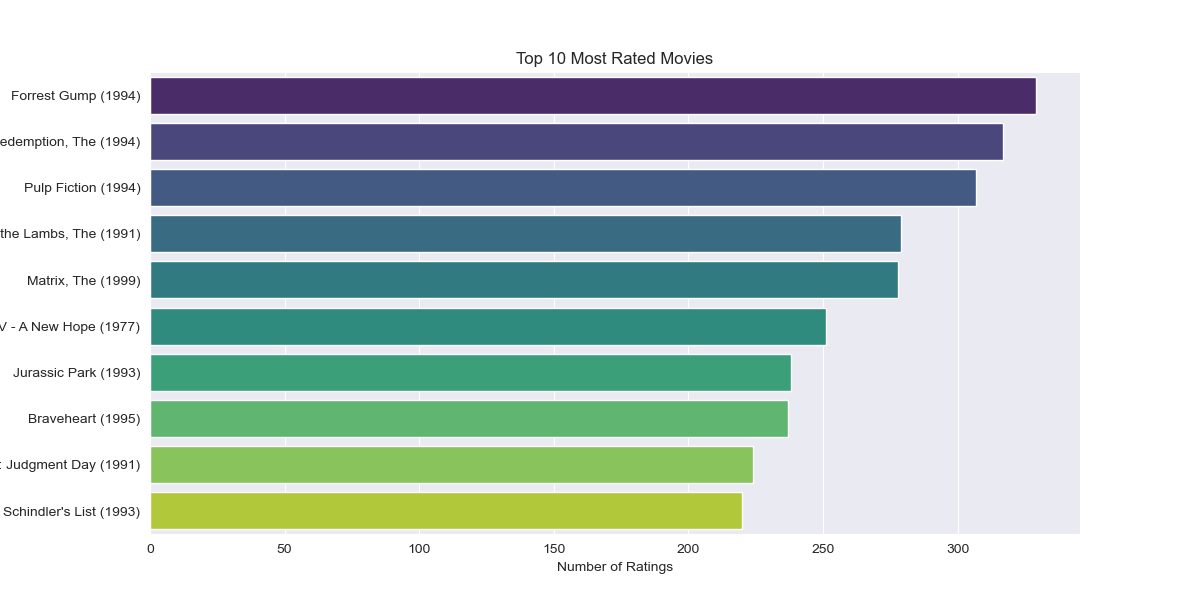 Top 10 Most Rated Movies
Forrest Gump (1994)
edemption, The (1994)
Pulp Fiction (1994)
the Lambs, The (1991)
Matrix, The (1999)
V - A New Hope (1977)
Jurassic Park (1993)
Braveheart (1995)
: Judgment Day (1991)
Schindler's List (1993)
0 50 100 150 200 250 300
Number of Ratings